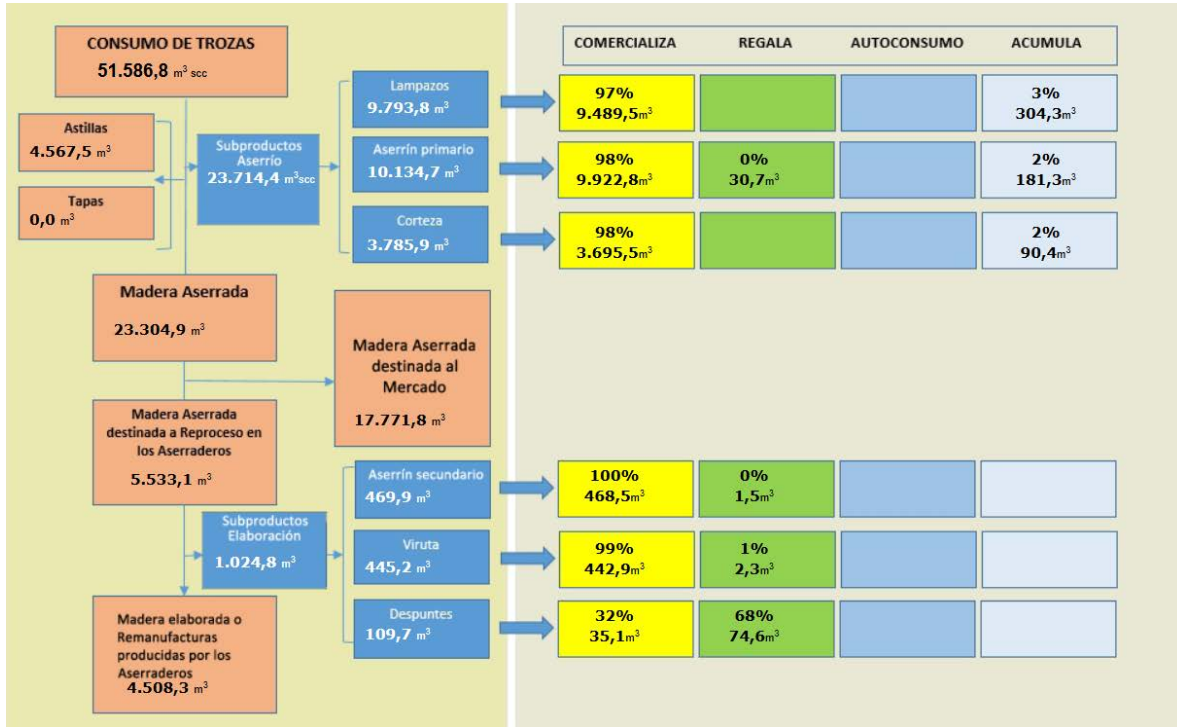 CONSUMO DE TROZAS
51.586,8 m³ scc
Astillas
4.567,5 m³
Tapas
0,0 m³
Subproductos
Aserrío
23.714,4 m³scc
Lampazos
9.793,8 m³
Aserrín primario
10.134,7 m³
Corteza
3.785,9 m³
Madera Aserrada
23.304,9 m³
Madera Aserrada
destinada al
Mercado
17.771,8 m³
Madera Aserrada
destinada a Reproceso en
los Aserraderos
5.533,1 m³
Subproductos
Elaboración
1.024,8 m³
Aserrín secundario
469,9 m³
Viruta
445,2 m³
Despuntes
109,7 m³
Madera elaborada o
Remanufacturas
producidas por los
Aserraderos
4.508,3 m³
COMERCIALIZA REGALA AUTOCONSUMO ACUMULA
97% 3%
9.489,5m³ 304,3m³
98% 0% 2%
9.922,8m³ 30,7m³ 181,3m³
98% 2%
3.695,5m³ 90,4m³
100% 0%
468,5m³ 1,5m³
99% 1%
442,9m³ 2,3m³
32% 68%
35,1m³ 74,6m³